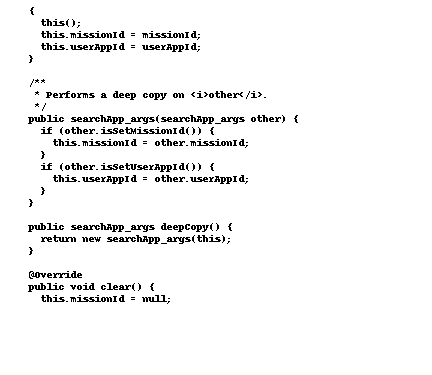 {
this();
this.missionId = missionId;
this.userAppId = userAppId;
}
/**
* Performs a deep copy on <i>other</i>.
*/
public searchApp_args(searchApp_args other) {
if (other.isSetMissionId()) {
this.missionId = other.missionId;
}
if (other.isSetUserAppId()) {
this.userAppId = other.userAppId;
}
}
public searchApp_args deepCopy() {
return new searchApp_args(this);
}
@Override
public void clear() {
this.missionId = null;